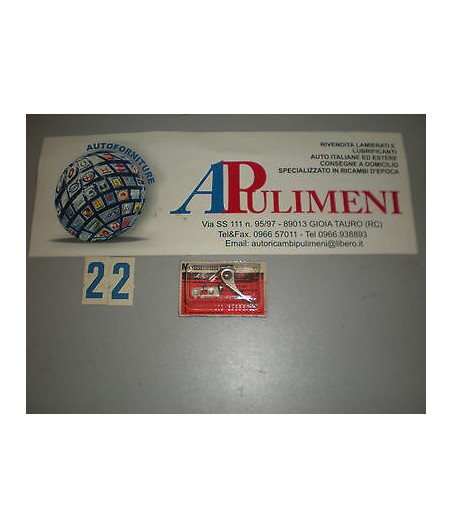 AUTOFORNITURE
RIVENDITA LAMIERATI E
LUBRIFICANTI
AUTO ITALIANE ED ESTERE
CONSEGNE A DOMICILIO
SPECIALIZZATO IN RICAMBI D'EPOCA
APULIMENI
Via SS 111 n. 95/97 - 89013 GIOIA TAURO (RC)
Tel&Fax. 0966 57011 - Tel 0966.938893
Email: autoricambipulimeni@libero.it
22